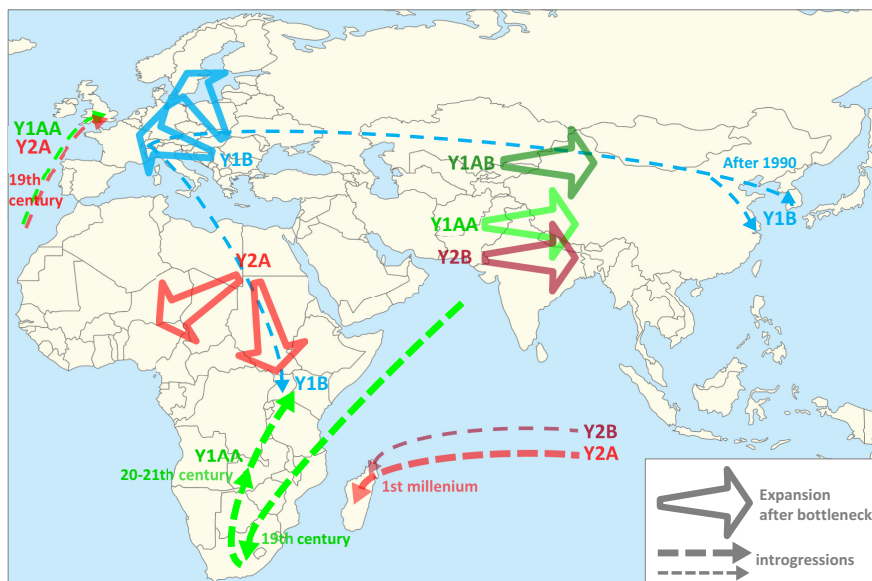 Y1AA
Y2A
19th
century
Y1B
Y1AB
After 1990
Y1B
Y1AA
Y2B
Y2A
Y1B
Y1AA
20-21th century
19th century
Y2B
Y2A
1st millenium
Expansion
after bottleneck
introgressions